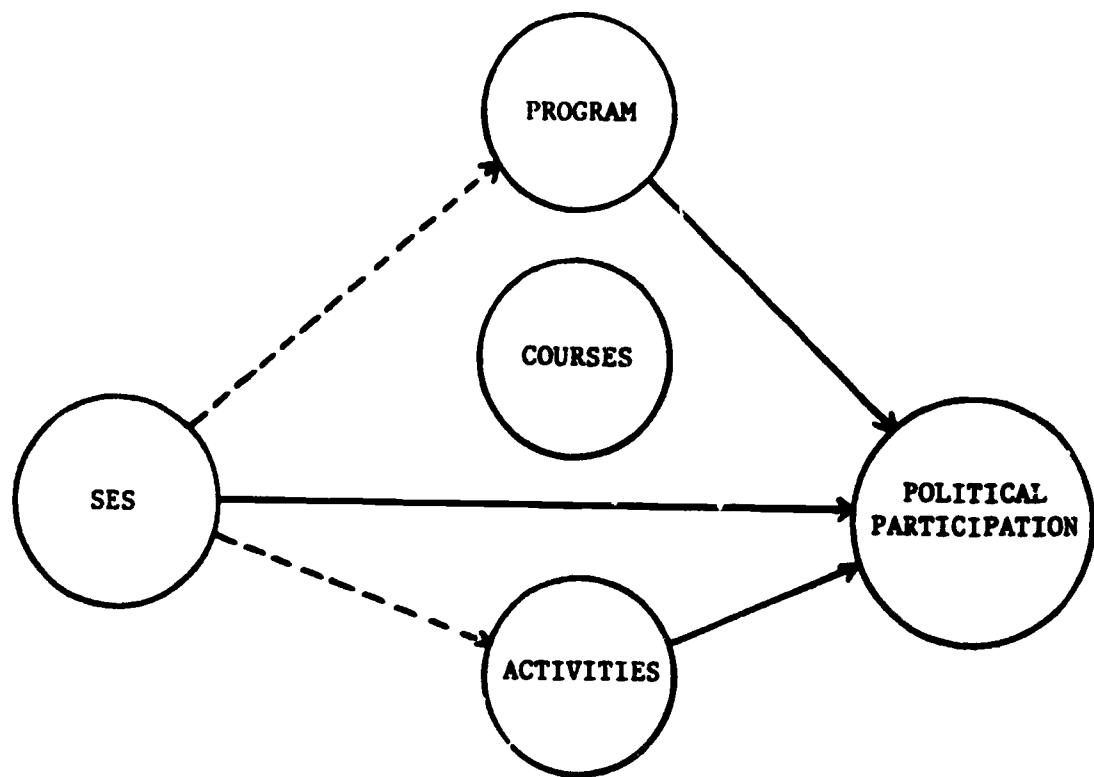 PROGRAM
COURSES
SES
POLITICAL
PARTICIPATION
ACTIVITIES